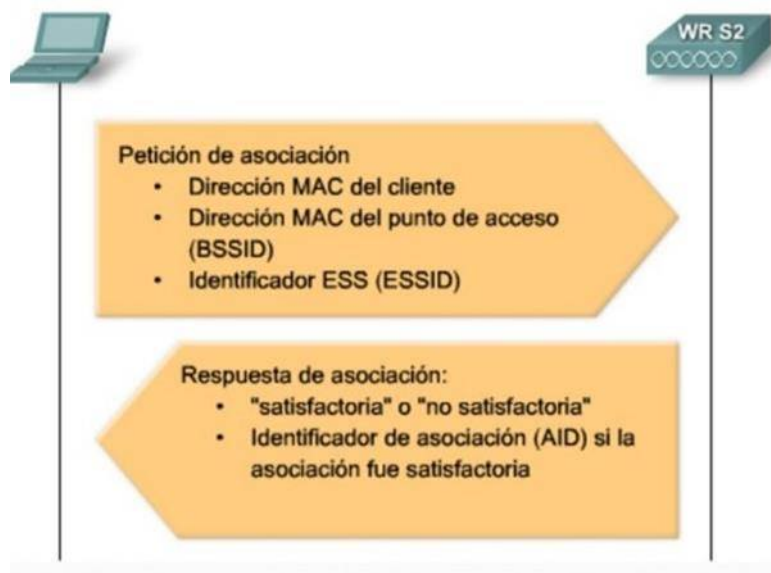 WR S2
Petición de asociación
• Dirección MAC del cliente
• Dirección MAC del punto de acceso
(BSSID)
• Identificador ESS (ESSID)
Respuesta de asociación:
• "satisfactoria" o "no satisfactoria"
• Identificador de asociación (AID) si la
asociación fue satisfactoria